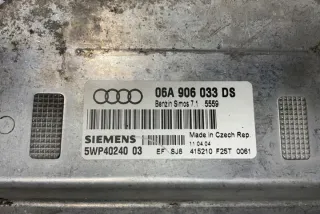 06A 906 033 DS
Benzin Simos 7.1 5559
SIEMENS
Made in Czech Rep.
11 04 04
5WP40240 03
EF SJ6 415210 F25T 0061